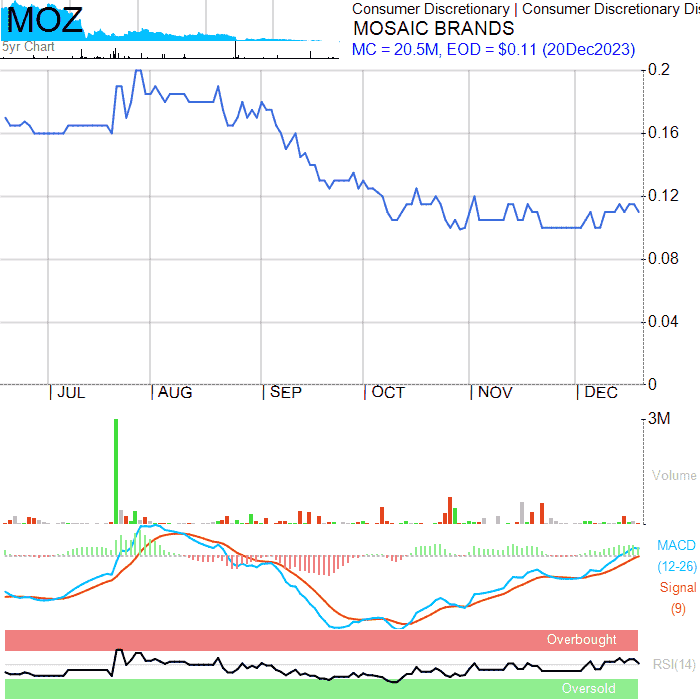 MOZ
5yr Chart
Consumer Discretionary | Consumer Discretionary Dis
MOSAIC BRANDS
MC = 20.5M, EOD = $0.11 (20Dec2023)
0.2
0.16
0.12
0.08
0.04
0
JUL AUG SEP OCT NOV DEC
3M
Volume
MACD
(12-26)
Signal
(9)
Overbought
RSI(14)
Oversold